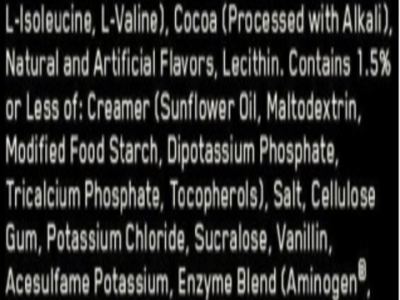 L-Isoleucine, L-Valine), Cocoa (Processed with Alkali),
Natural and Artificial Flavors, Lecithin. Contains 1.5%
or Less of: Creamer (Sunflower Oil, Maltodextrin,
Modified Food Starch, Dipotassium Phosphate,
Tricalcium Phosphate, Tocopherols), Salt, Cellulose
Gum, Potassium Chloride, Sucralose, Vanillin,
Acesulfame Potassium, Enzyme Blend (Aminogen®,